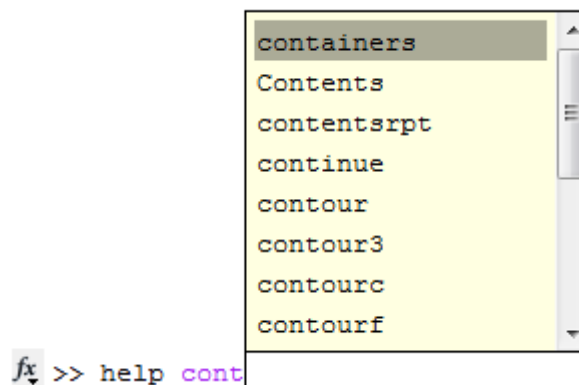 containers
Contents
contentsrpt
continue
contour
contour3
contourc
contourf
fx >> help cont